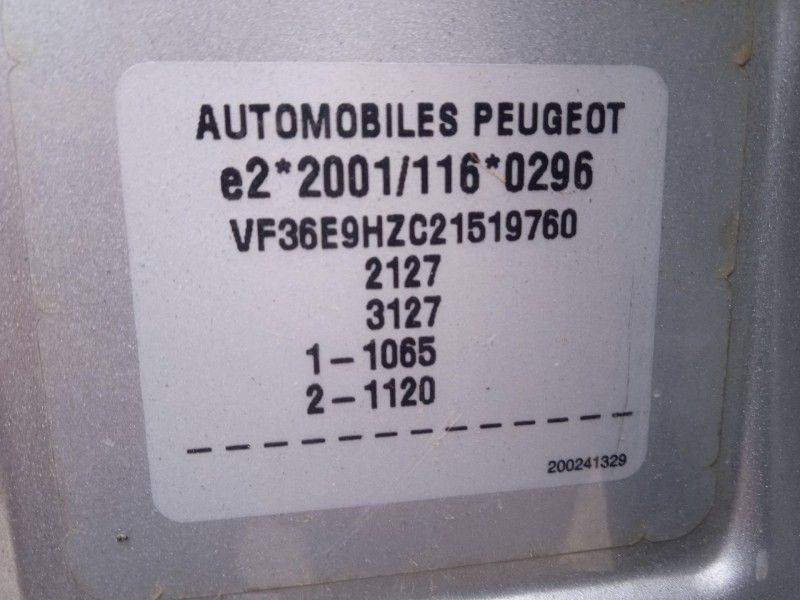 AUTOMOBILES PEUGEOT
e2*2001/116*0296
VF36E9HZC21519760
2127
3127
1-1065
2-1120
200241329